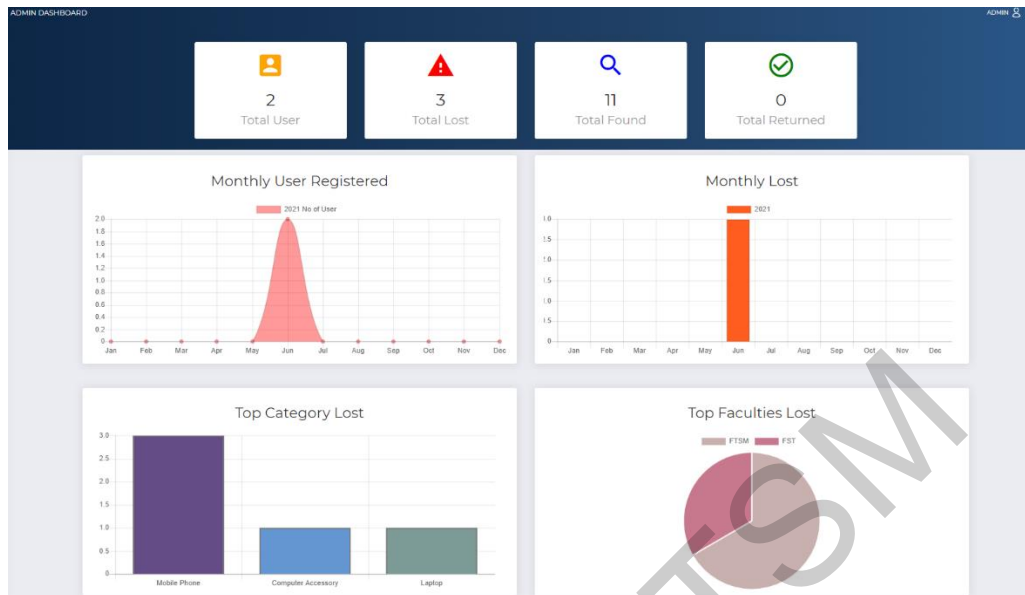 ADMIN DASHBOARD
ADMIN
2
Total User
3
Total Lost
11
Total Found
0
Total Returned
Monthly User Registered
2021 No of User
2.0
1.8
1.6
1.4
1.2
1.0
0.8
0.6
0.4
0.2
0
Jan Feb Mar Apr May Jun Jul Aug Sep Oct Nov Dec
Monthly Lost
2021
0
Jan Feb Mar Apr May Jun Jul Aug Sep Oct Nov Dec
Top Category Lost
3.0
2.5
2.0
1.5
1.0
0.5
0
Mobile Phone Computer Accessory Laptop
Top Faculties Lost
FTSM FST